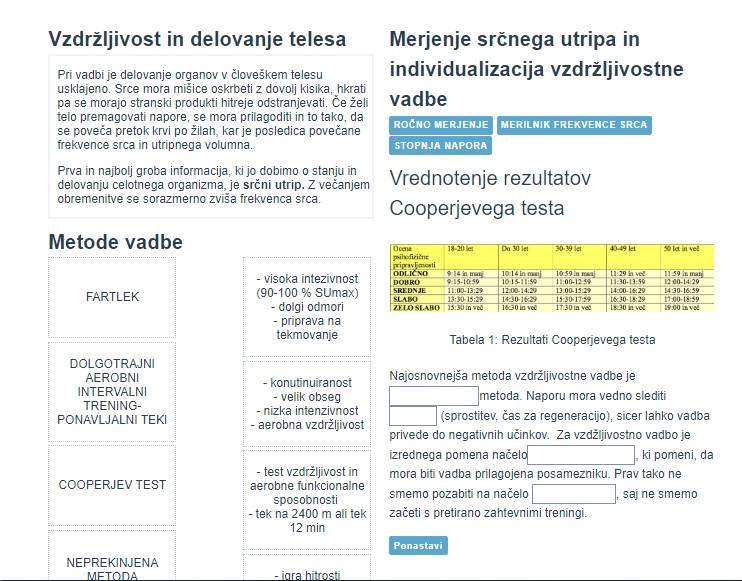 Vzdržljivost in delovanje telesa
Pri vadbi je delovanje organov v človeškem telesu
usklajeno. Srce mora mišice oskrbeti z dovolj kisika, hkrati
pa se morajo stranski produkti hitreje odstranjevati. Če želi
telo premagovati napore, se mora prilagoditi in to tako, da
se poveča pretok krvi po žilah, kar je posledica povečane
frekvence srca in utripnega volumna.
Prva in najbolj groba informacija, ki jo dobimo o stanju in
delovanju celotnega organizma, je srčni utrip. Z večanjem
obremenitve se sorazmerno zviša frekvenca srca.
Metode vadbe
FARTLEK
DOLGOTRAJNI
AEROBNI
INTERVALNI
TRENING-
PONAVLJALNI TEKI
COOPERJEV TEST
NEPREKINJENA
METODA
- visoka intezivnost
(90-100 % SUmax)
- dolgi odmori
- priprava na
tekmovanje
- konutinuiranost
- velik obseg
- nizka intenzivnost
- aerobna vzdržljivost
- test vzdržljivost in
aerobne funkcionalne
sposobnosti
- tek na 2400 m ali tek
12 min
- igra hitrosti
Merjenje srčnega utripa in
individualizacija vzdržljivostne
vadbe
ROČNO MERJENJE MERILNIK FREKVENCE SRCA
STOPNJA NAPORA
Vrednotenje rezultatov
Cooperjevega testa
Ocena psihofizične pripravljenosti 18-20 let Do 30 let 30-39 let 40-49 let 50 let in več
ODLIČNO 9:14 in manj 10:14 in manj 10:59 in manj 11:29 in več 11:59 in manj
DOBRO 9:15-10:59 10:15-11:59 11:00-12:59 11:30-13:59 12:00-14:29
SREDNJE 11:00-13:29 12:00-14:29 13:00-15:29 14:00-16:29 14:30-16:59
SLABO 13:30-15:29 14:30-16:29 15:30-17:59 16:30-18:29 17:00-18:59
ZELO SLABO 15:30 in več 16:30 in več 17:30 in več 18:30 in več 19:00 in več
Tabela 1: Rezultati Cooperjevega testa
Najosnovnejša metoda vzdržljivostne vadbe je
metoda. Naporu mora vedno slediti
(sprostitev, čas za regeneracijo), sicer lahko vadba
privede do negativnih učinkov. Za vzdžljivostno vadbo je
izrednega pomena načelo , ki pomeni, da
mora biti vadba prilagojena posamezniku. Prav tako ne
smemo pozabiti na načelo , saj ne smemo
začeti s pretirano zahtevnimi treningi.
Ponastavi